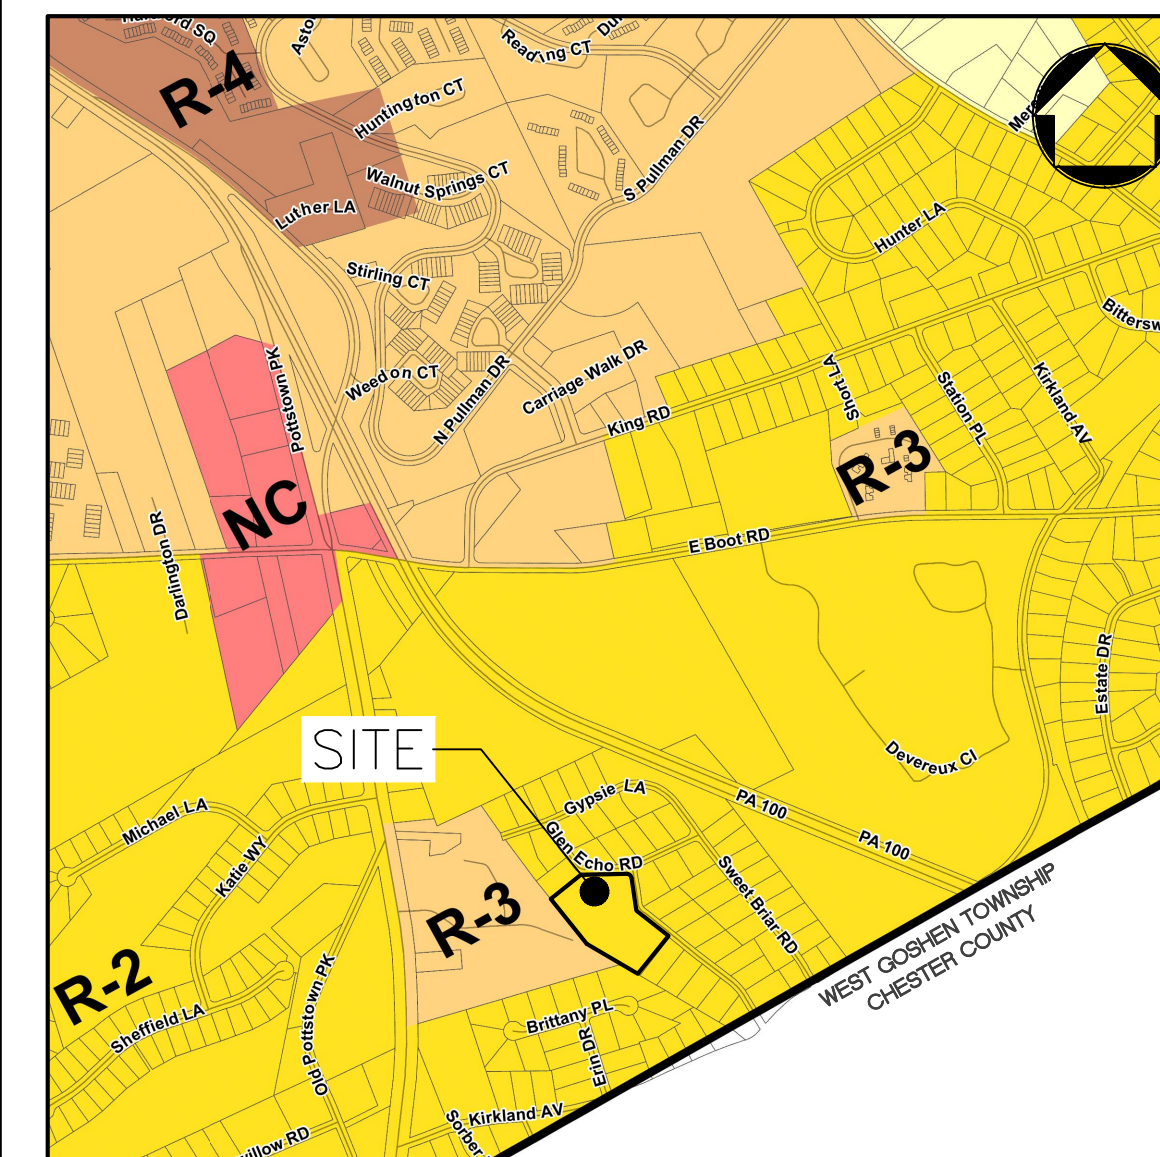 R-4
Huntington CT
Reading CT
Walnut Springs CT
S Pullman DR
Luther LA
Hunter LA
Stirling CT
Pottstown PK
Weedon CT
N Pullman DR
Carriage Walk DR
King RD
Short LA
Station PL
Kirkland AV
R-3
NC
Darlington DR
E Boot RD
Estate DR
SITE
Devereux CI
Gypsie LA
PA 100
PA 100
Michael LA
Glen Echo RD
Katie WY
Sweet Briar RD
R-3
WEST GOSHEN TOWNSHIP
CHESTER COUNTY
R-2
Sheffield LA
Old Pottstown PK
Brittany PL
Erin DR
Kirkland AV
Sorber